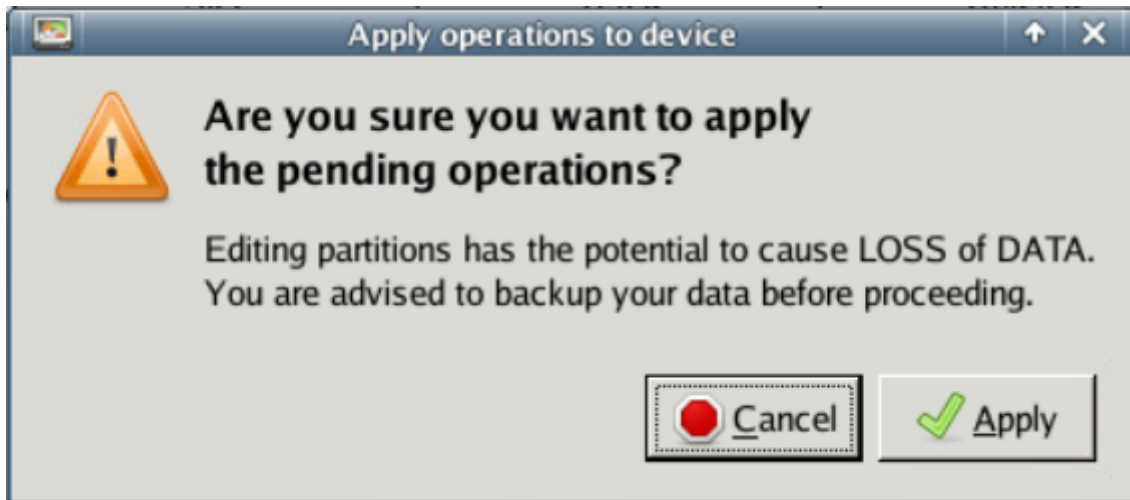 Apply operations to device
Are you sure you want to apply
the pending operations?
Editing partitions has the potential to cause LOSS of DATA.
You are advised to backup your data before proceeding.
Cancel
Apply